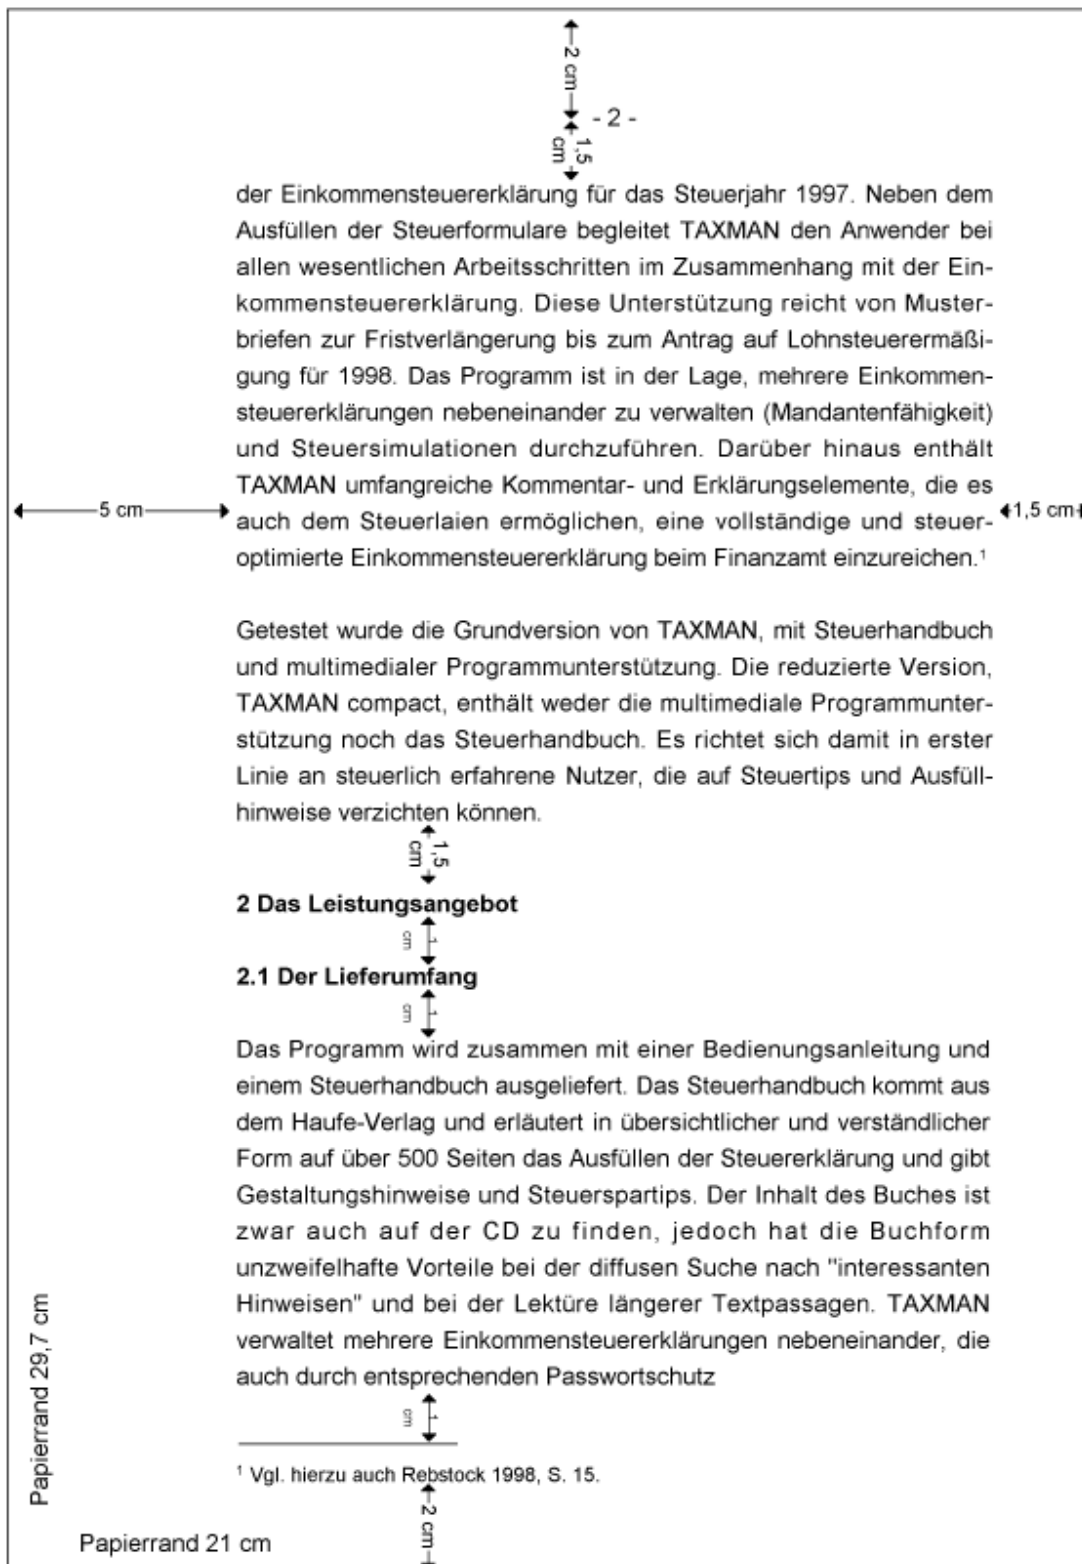 2 cm
- 2 -
1,5
cm
der Einkommensteuererklärung für das Steuerjahr 1997. Neben dem
Ausfüllen der Steuerformulare begleitet TAXMAN den Anwender bei
allen wesentlichen Arbeitsschritten im Zusammenhang mit der Ein-
kommensteuererklärung. Diese Unterstützung reicht von Muster-
briefen zur Fristverlängerung bis zum Antrag auf Lohnsteuerermäßi-
gung für 1998. Das Programm ist in der Lage, mehrere Einkommen-
steuererklärungen nebeneinander zu verwalten (Mandantenfähigkeit)
und Steuersimulationen durchzuführen. Darüber hinaus enthält
TAXMAN umfangreiche Kommentar- und Erklärungselemente, die es
5 cm
1,5 cm
auch dem Steuerlaien ermöglichen, eine vollständige und steuer-
optimierte Einkommensteuererklärung beim Finanzamt einzureichen.¹
Getestet wurde die Grundversion von TAXMAN, mit Steuerhandbuch
und multimedialer Programmunterstützung. Die reduzierte Version,
TAXMAN compact, enthält weder die multimediale Programmunter-
stützung noch das Steuerhandbuch. Es richtet sich damit in erster
Linie an steuerlich erfahrene Nutzer, die auf Steuertips und Ausfüll-
hinweise verzichten können.
1,5
cm
2 Das Leistungsangebot
1
cm
2.1 Der Lieferumfang
1
cm
Das Programm wird zusammen mit einer Bedienungsanleitung und
einem Steuerhandbuch ausgeliefert. Das Steuerhandbuch kommt aus
dem Haufe-Verlag und erläutert in übersichtlicher und verständlicher
Form auf über 500 Seiten das Ausfüllen der Steuererklärung und gibt
Gestaltungshinweise und Steuerspartips. Der Inhalt des Buches ist
zwar auch auf der CD zu finden, jedoch hat die Buchform
unzweifelhafte Vorteile bei der diffusen Suche nach "interessanten
Hinweisen" und bei der Lektüre längerer Textpassagen. TAXMAN
verwaltet mehrere Einkommensteuererklärungen nebeneinander, die
auch durch entsprechenden Passwortschutz
1
cm
¹ Vgl. hierzu auch Rebstock 1998, S. 15.
2 cm
Papierrand 29,7 cm
Papierrand 21 cm